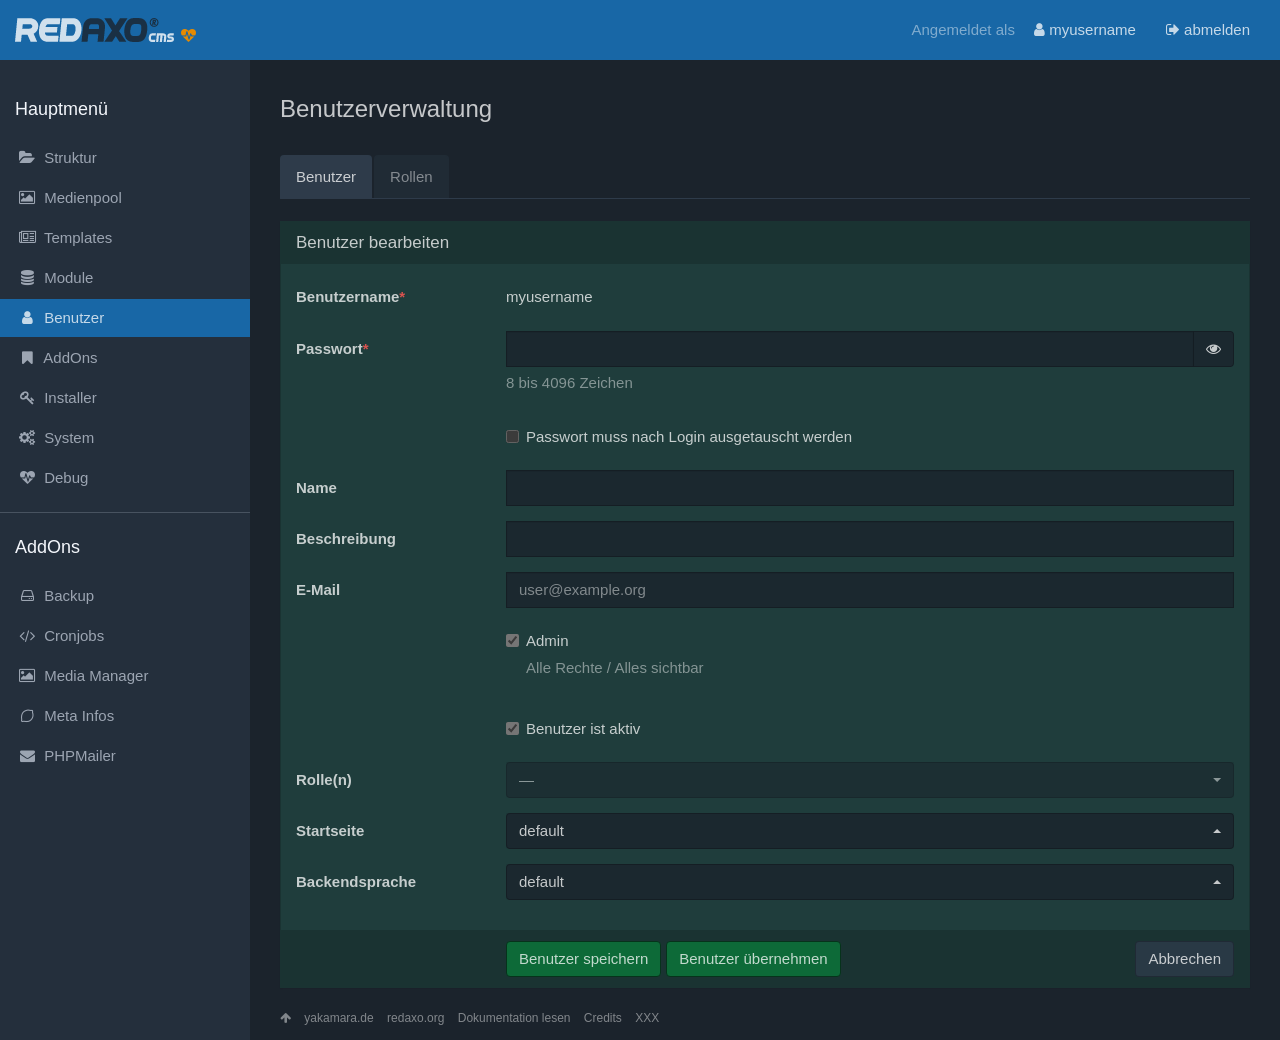 REDAXO® cms
Angemeldet als myusername abmelden
Hauptmenü
Struktur
Medienpool
Templates
Module
Benutzer
AddOns
Installer
System
Debug
AddOns
Backup
Cronjobs
Media Manager
Meta Infos
PHPMailer
Benutzerverwaltung
Benutzer Rollen
Benutzer bearbeiten
Benutzername* myusername
Passwort*
8 bis 4096 Zeichen
Passwort muss nach Login ausgetauscht werden
Name
Beschreibung
E-Mail user@example.org
Admin
Alle Rechte / Alles sichtbar
Benutzer ist aktiv
Rolle(n) —
Startseite default
Backendsprache default
Benutzer speichern Benutzer übernehmen Abbrechen
yakamara.de redaxo.org Dokumentation lesen Credits XXX